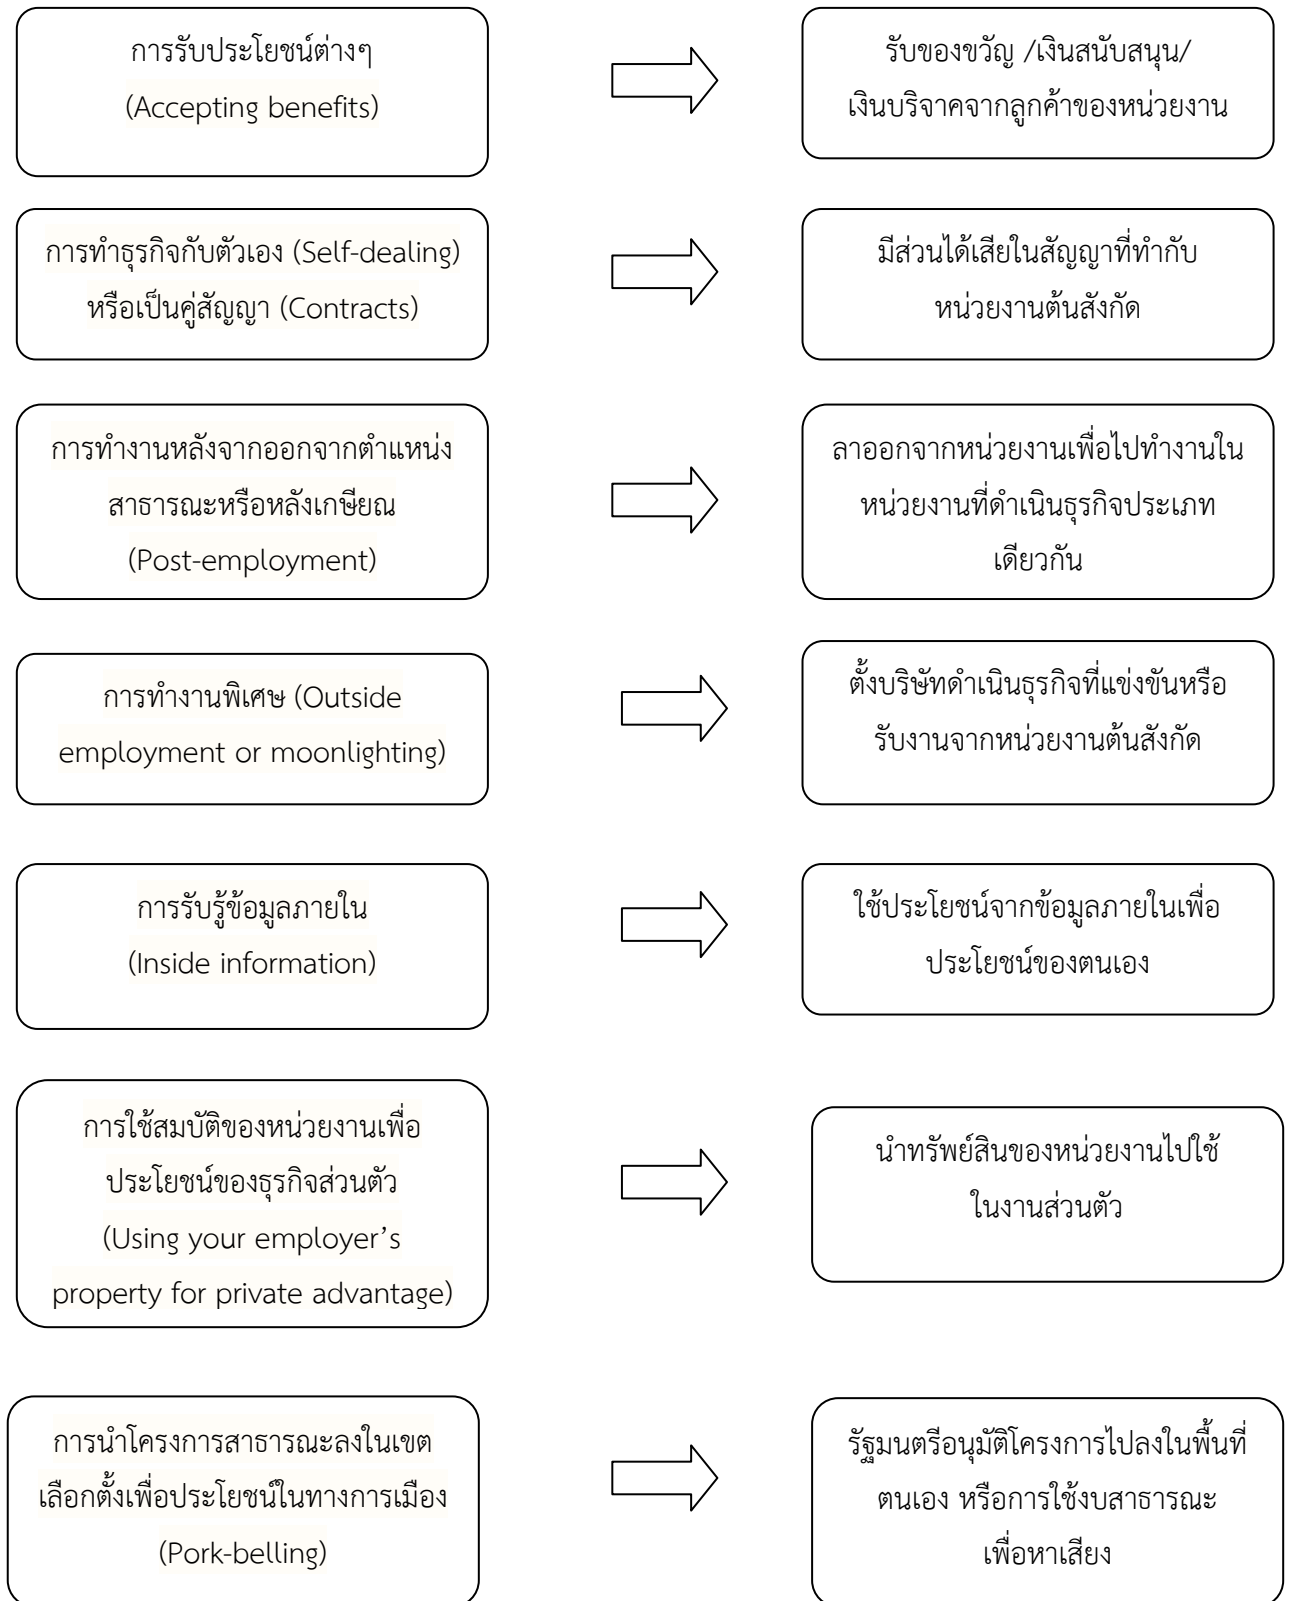 การรับประโยชน์ต่างๆ
(Accepting benefits)
รับของขวัญ /เงินสนับสนุน/
เงินบริจาคจากลูกค้าของหน่วยงาน
การทำธุรกิจกับตัวเอง (Self-dealing)
หรือเป็นคู่สัญญา (Contracts)
มีส่วนได้เสียในสัญญาที่ทำกับ
หน่วยงานต้นสังกัด
การทำงานหลังจากออกจากตำแหน่ง
สาธารณะหรือหลังเกษียณ
(Post-employment)
ลาออกจากหน่วยงานเพื่อไปทำงานใน
หน่วยงานที่ดำเนินธุรกิจประเภท
เดียวกัน
การทำงานพิเศษ (Outside
employment or moonlighting)
ตั้งบริษัทดำเนินธุรกิจที่แข่งขันหรือ
รับงานจากหน่วยงานต้นสังกัด
การรับรู้ข้อมูลภายใน
(Inside information)
ใช้ประโยชน์จากข้อมูลภายในเพื่อ
ประโยชน์ของตนเอง
การใช้สมบัติของหน่วยงานเพื่อ
ประโยชน์ของธุรกิจส่วนตัว
(Using your employer’s
property for private advantage)
นำทรัพย์สินของหน่วยงานไปใช้
ในงานส่วนตัว
การนำโครงการสาธารณะลงในเขต
เลือกตั้งเพื่อประโยชน์ในทางการเมือง
(Pork-belling)
รัฐมนตรีอนุมัติโครงการไปลงในพื้นที่
ตนเอง หรือการใช้งบสาธารณะ
เพื่อหาเสียง